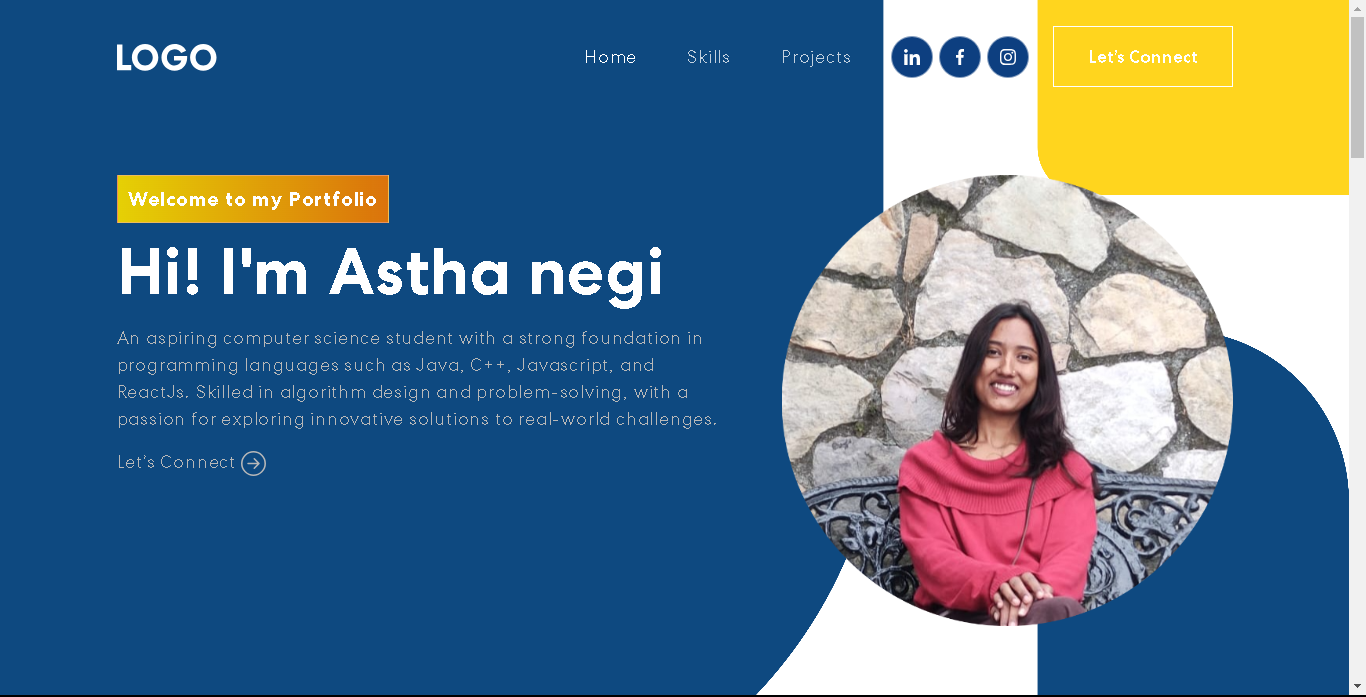 LOGO
Home
Skills
Projects
in
f
Let's Connect
Welcome to my Portfolio
Hi! I'm Astha negi
An aspiring computer science student with a strong foundation in
programming languages such as Java, C++, Javascript, and
ReactJs. Skilled in algorithm design and problem-solving, with a
passion for exploring innovative solutions to real-world challenges.
Let's Connect